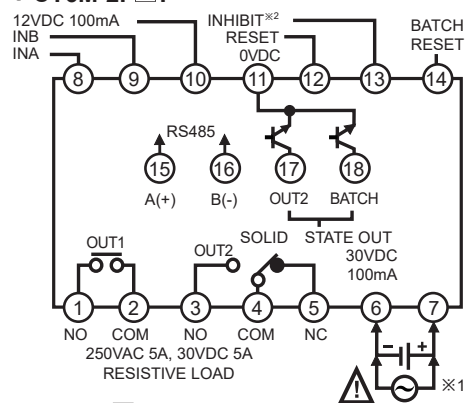 12VDC 100mA
INB
INA
INHIBIT※2
RESET
0VDC
BATCH
RESET
8 9 10 11 12 13 14
RS485
15 16 17 18
A(+) B(-) OUT2 BATCH
SOLID STATE OUT
30VDC
100mA
OUT1
OUT2
1 2 3 4 5 6 7
NO COM NO COM NC
250VAC 5A, 30VDC 5A
RESISTIVE LOAD
− +
! ※1